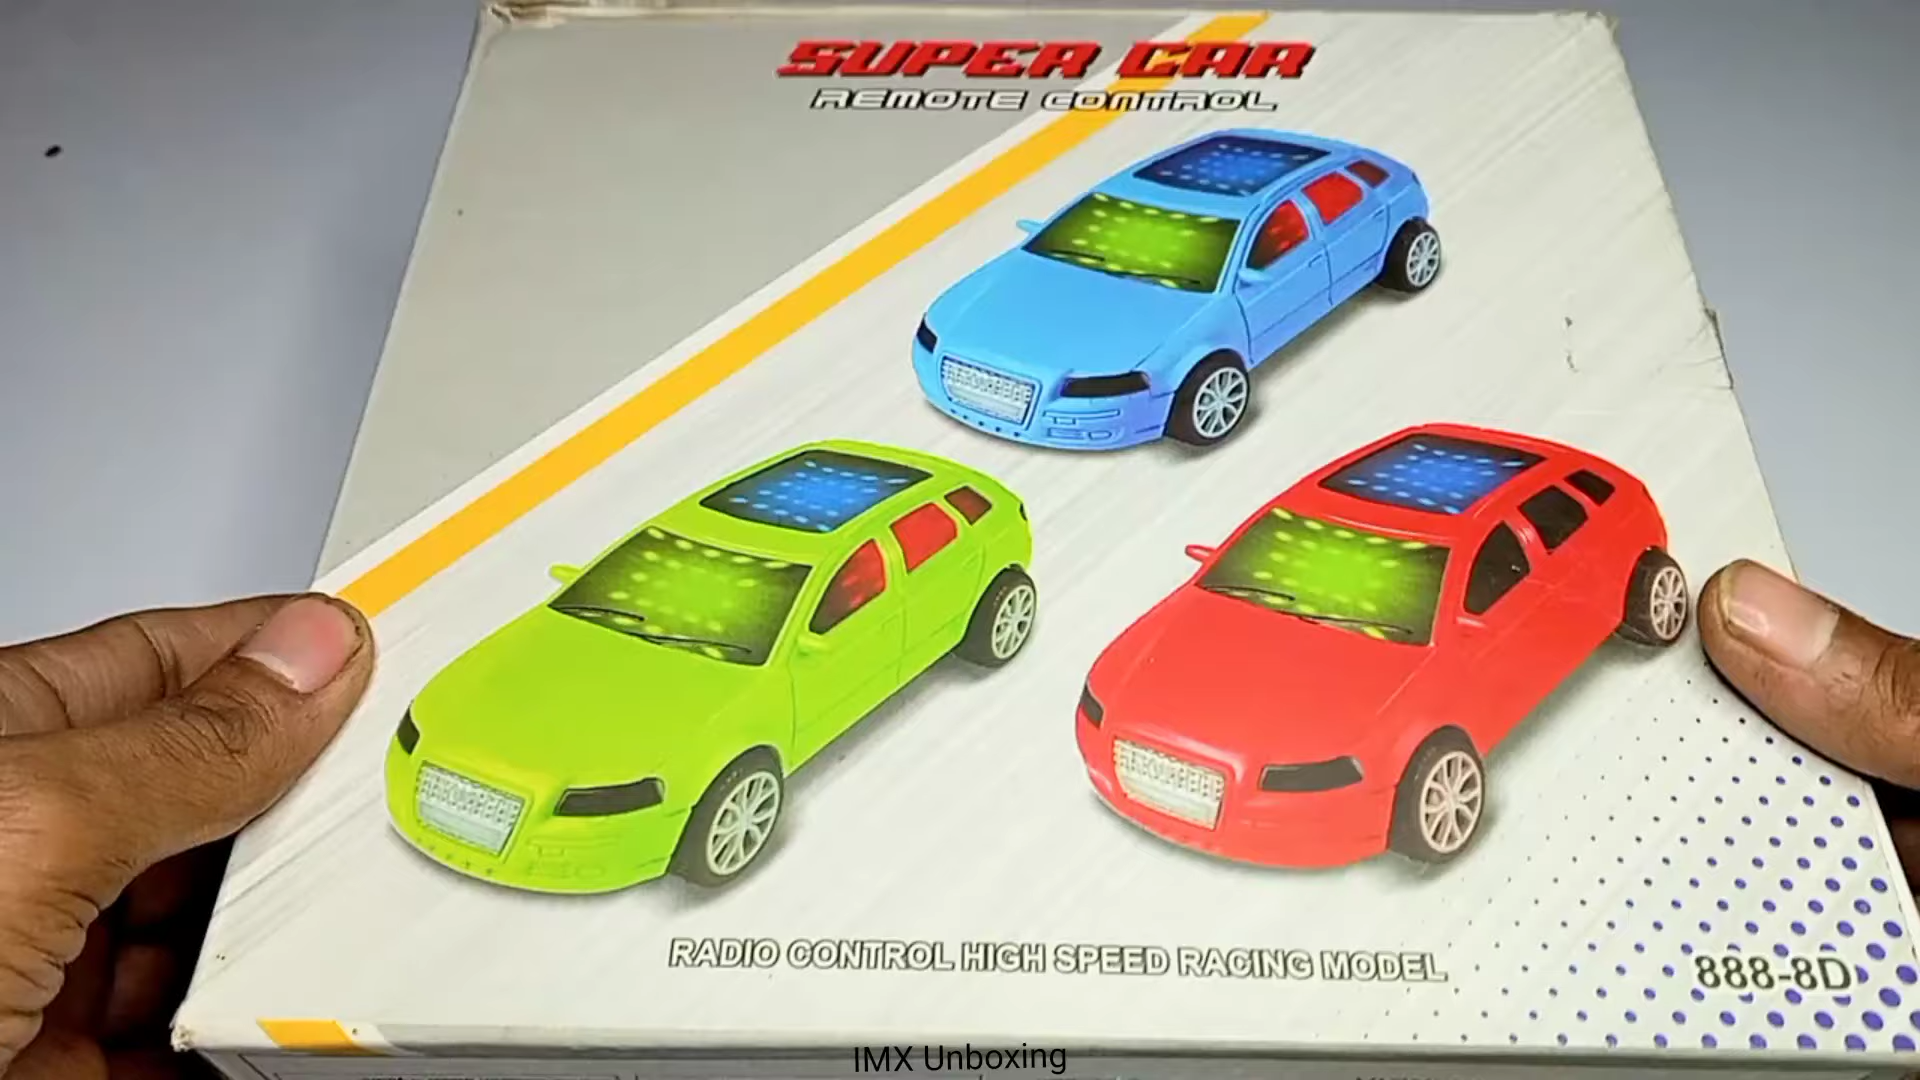 SUPER CAR
REMOTE CONTROL
RADIO CONTROL HIGH SPEED RACING MODEL
888-8D
IMX Unboxing